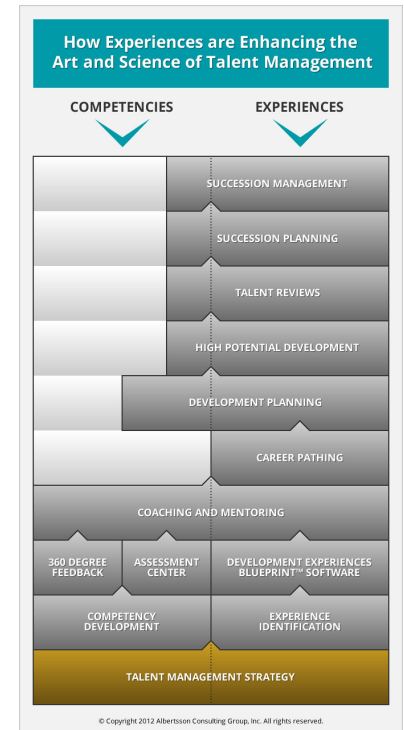 How Experiences are Enhancing the
Art and Science of Talent Management
COMPETENCIES
EXPERIENCES
SUCCESSION MANAGEMENT
SUCCESSION PLANNING
TALENT REVIEWS
HIGH POTENTIAL DEVELOPMENT
DEVELOPMENT PLANNING
CAREER PATHING
COACHING AND MENTORING
360 DEGREE
FEEDBACK
ASSESSMENT
CENTER
DEVELOPMENT EXPERIENCES
BLUEPRINT™ SOFTWARE
COMPETENCY
DEVELOPMENT
EXPERIENCE
IDENTIFICATION
TALENT MANAGEMENT STRATEGY
© Copyright 2012 Albertsson Consulting Group, Inc. All rights reserved.